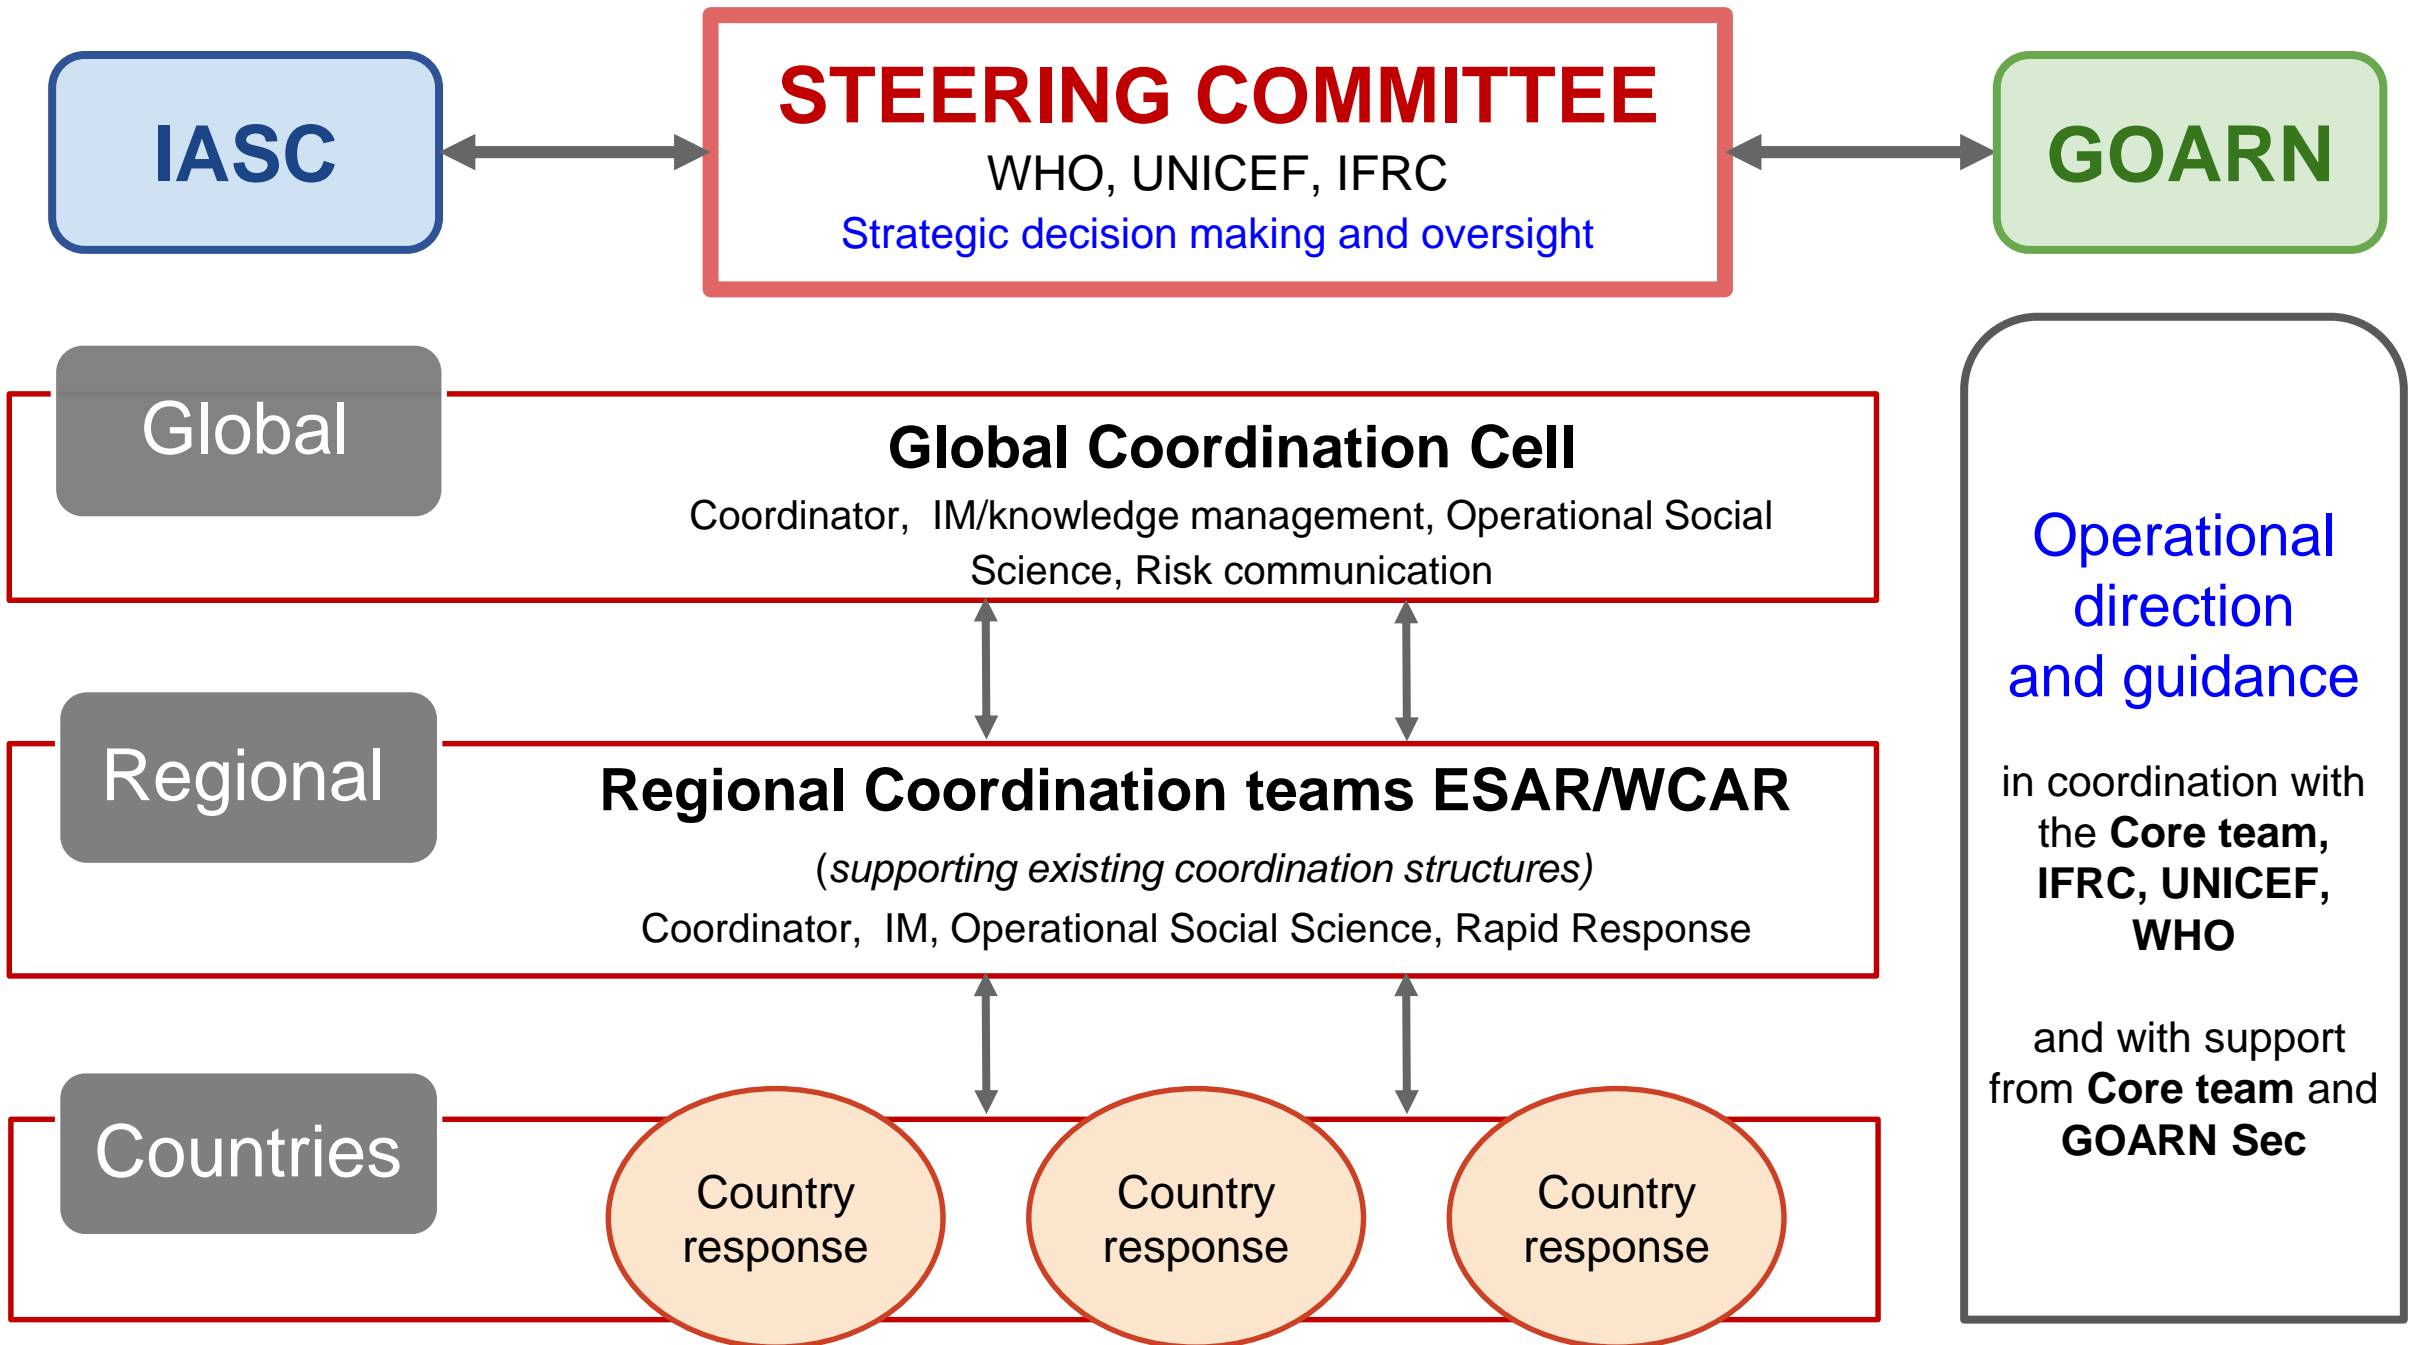 IASC
STEERING COMMITTEE
WHO, UNICEF, IFRC
Strategic decision making and oversight
GOARN
Global
Global Coordination Cell
Coordinator,  IM/knowledge management, Operational Social
Science, Risk communication
Regional
Regional Coordination teams ESAR/WCAR
(supporting existing coordination structures)
Coordinator,  IM, Operational Social Science, Rapid Response
Countries
Country
response
Country
response
Country
response
Operational
direction
and guidance
in coordination with
the Core team,
IFRC, UNICEF,
WHO
and with support
from Core team and
GOARN Sec